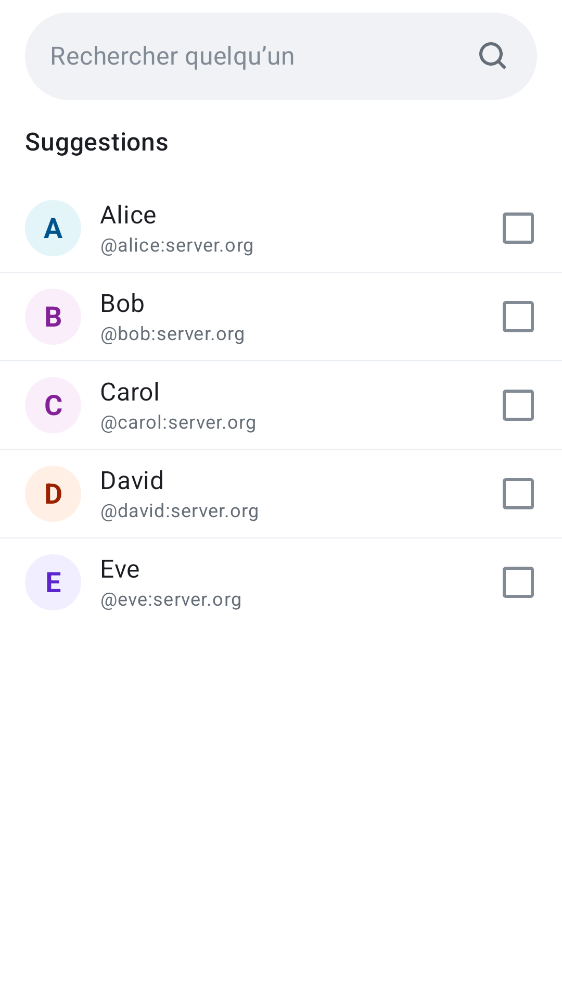 Rechercher quelqu’un
Suggestions
A
Alice
@alice:server.org
B
Bob
@bob:server.org
C
Carol
@carol:server.org
D
David
@david:server.org
E
Eve
@eve:server.org